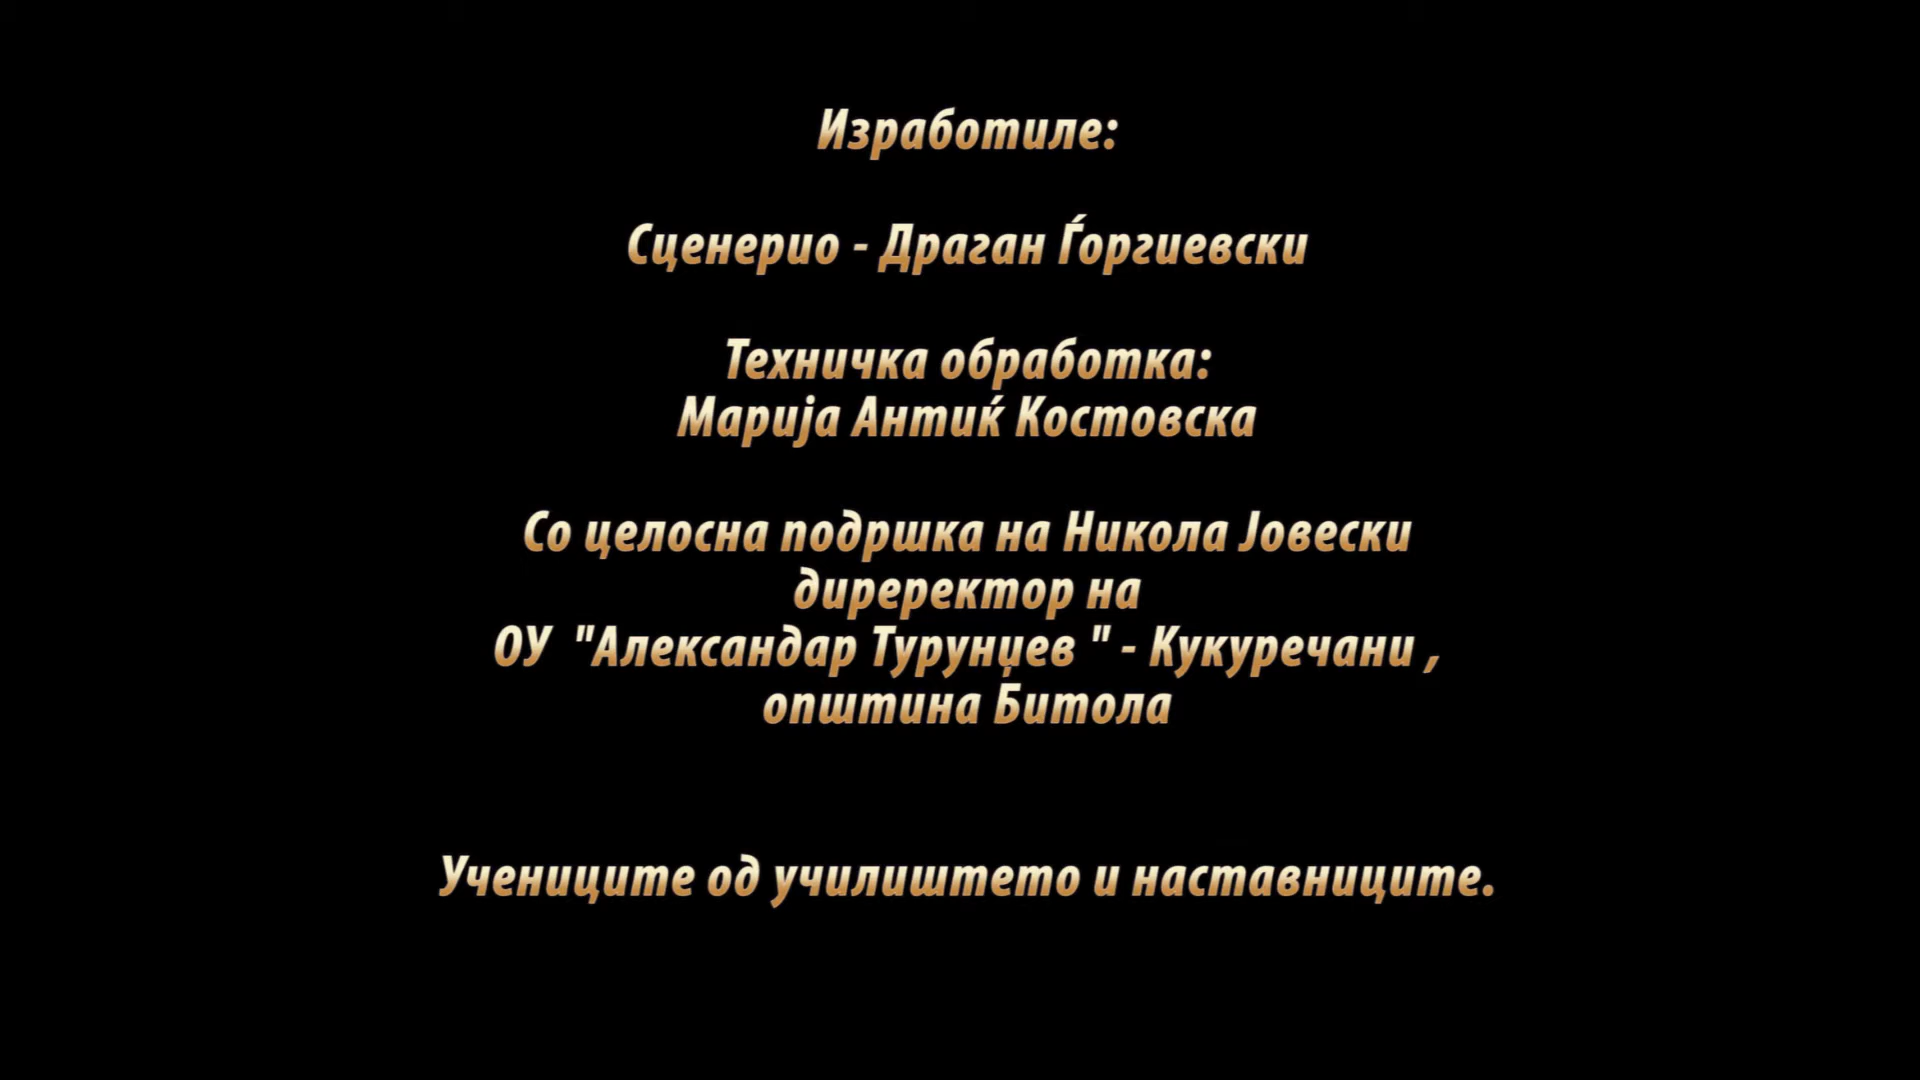 Изработиле:
Сценерио - Драган Ѓоргиевски
Техничка обработка:
Марија Антиќ Костовска
Со целосна подршка на Никола Јовески
диреректор на
ОУ "Александар Турунџев " - Кукуречани ,
општина Битола
Учениците од училиштето и наставниците.